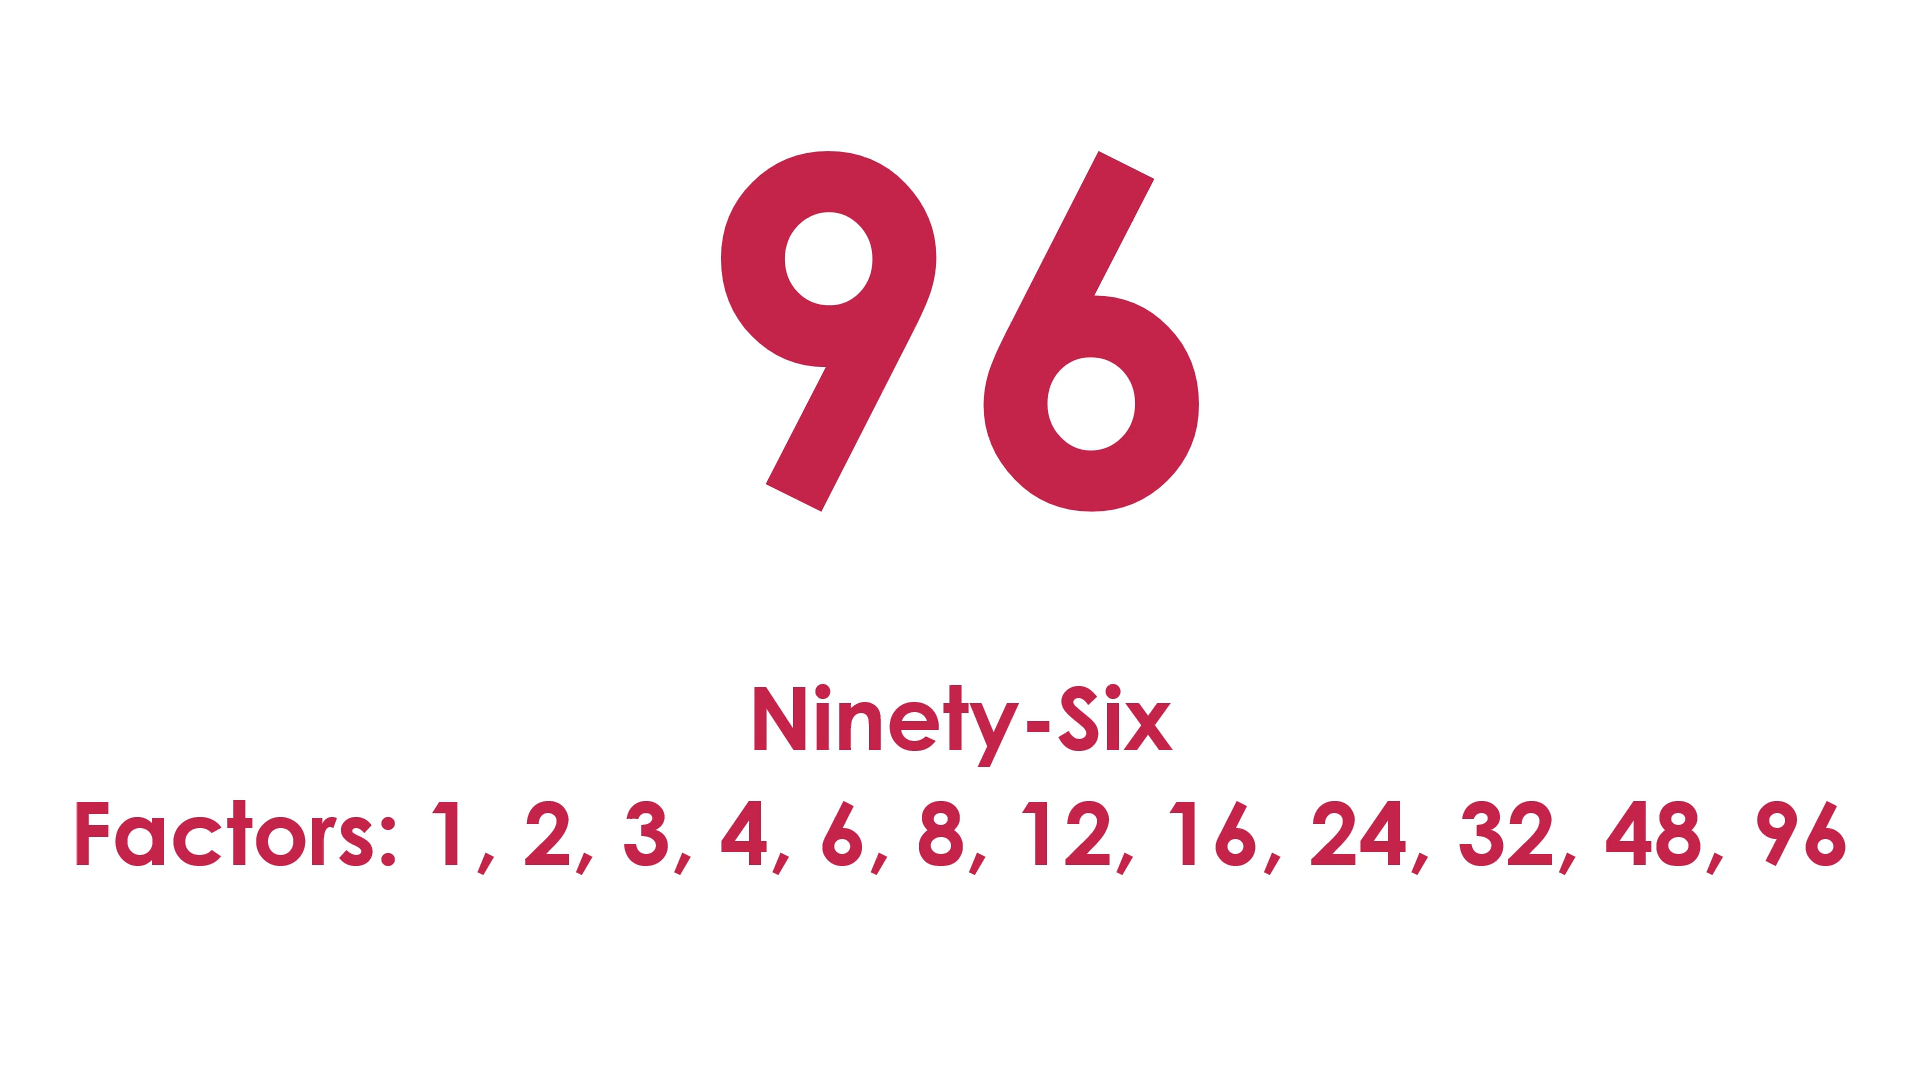 96
Ninety-Six
Factors: 1, 2, 3, 4, 6, 8, 12, 16, 24, 32, 48, 96